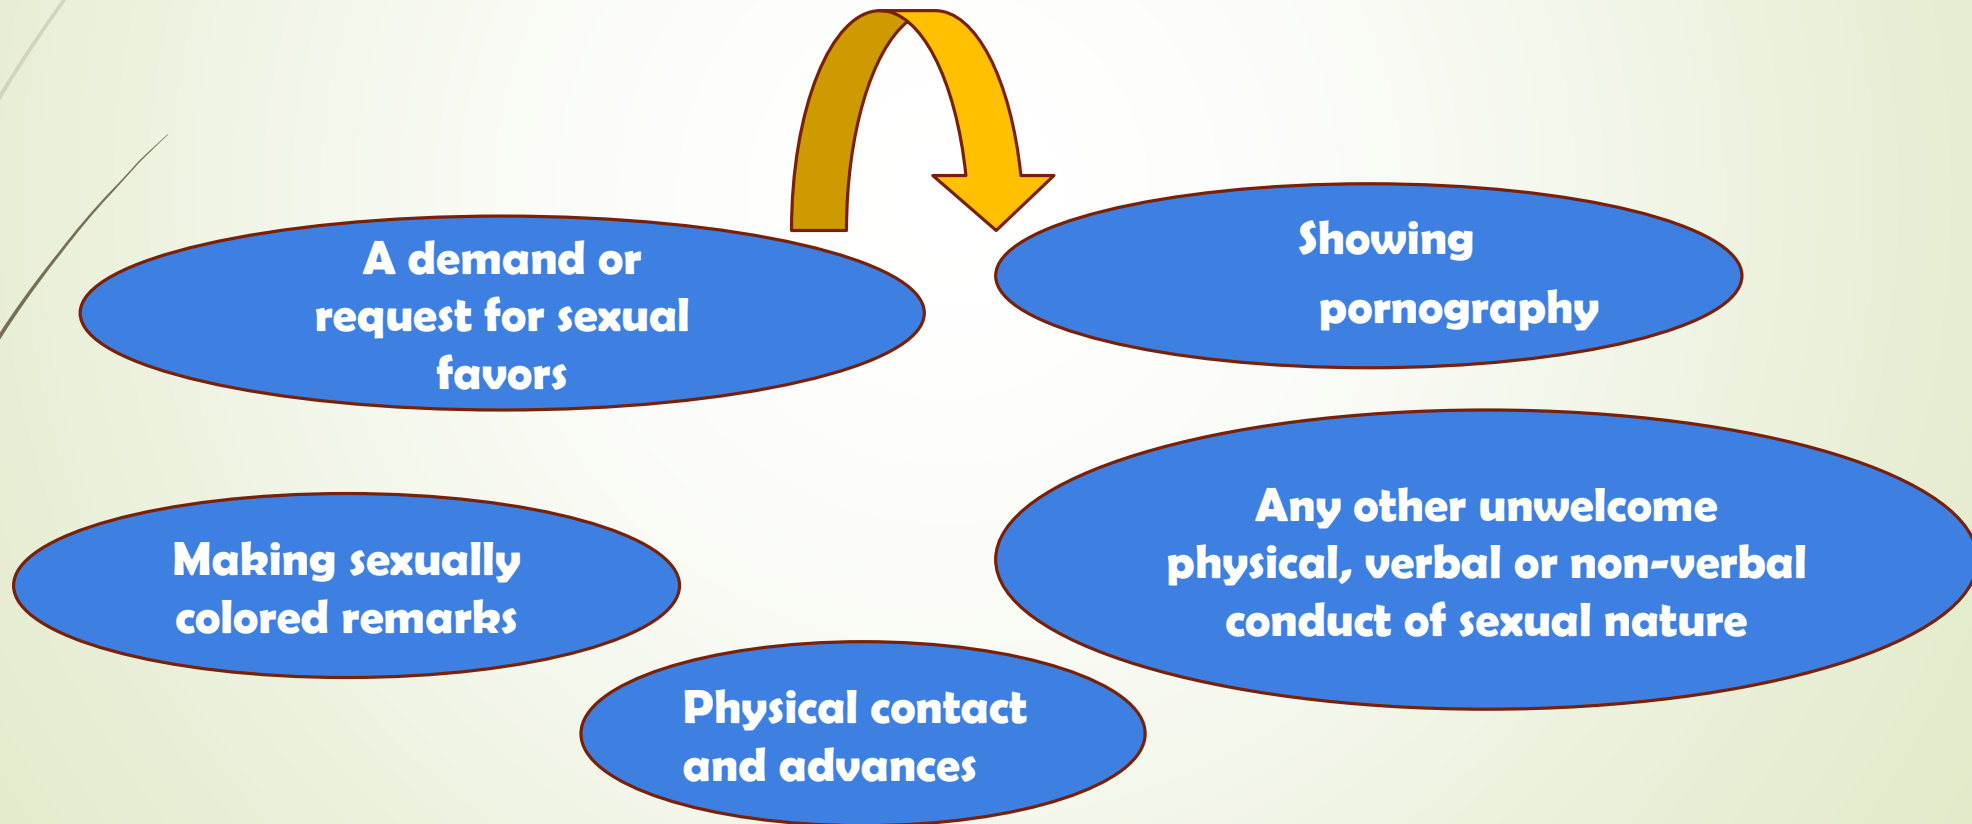 A demand or
request for sexual
favors
Showing
pornography
Making sexually
colored remarks
Any other unwelcome
physical, verbal or non-verbal
conduct of sexual nature
Physical contact
and advances